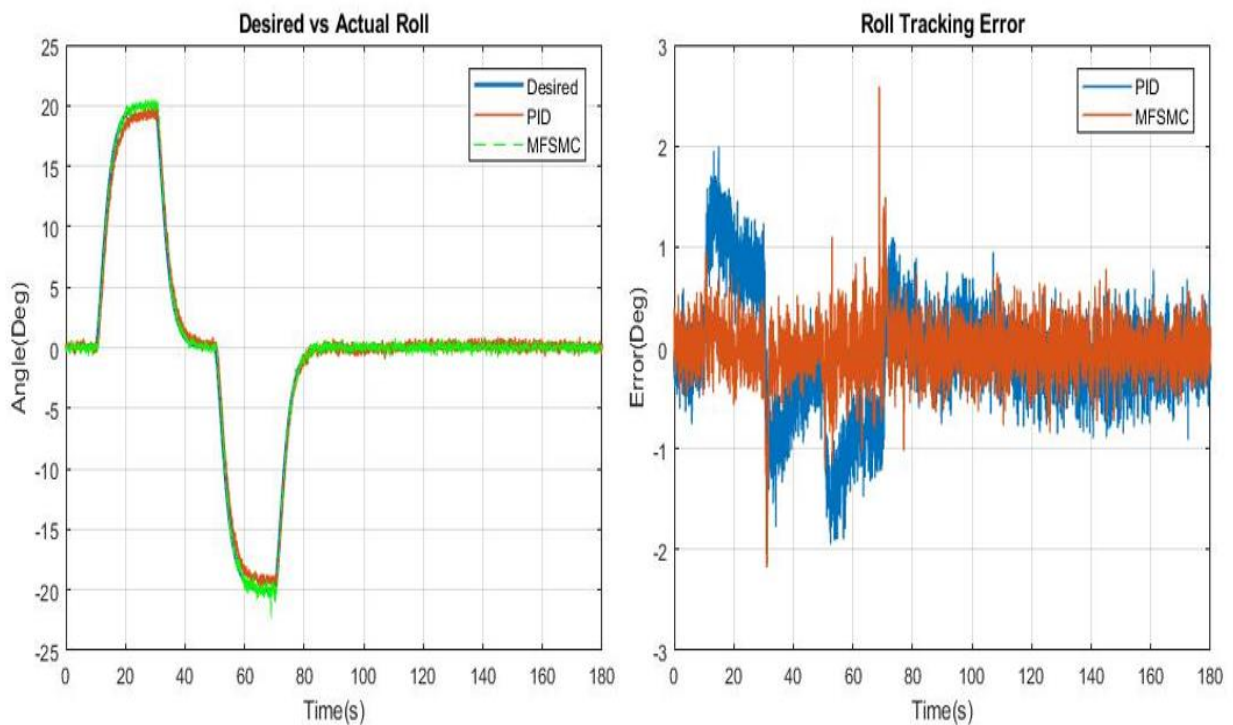 Desired vs Actual Roll
25
20
15
10
5
0
-5
-10
-15
-20
-25
Angle(Deg)
Desired
PID
MFSMC
0 20 40 60 80 100 120 140 160 180
Time(s)
Roll Tracking Error
3
2
1
0
-1
-2
-3
Error(Deg)
PID
MFSMC
0 20 40 60 80 100 120 140 160 180
Time(s)